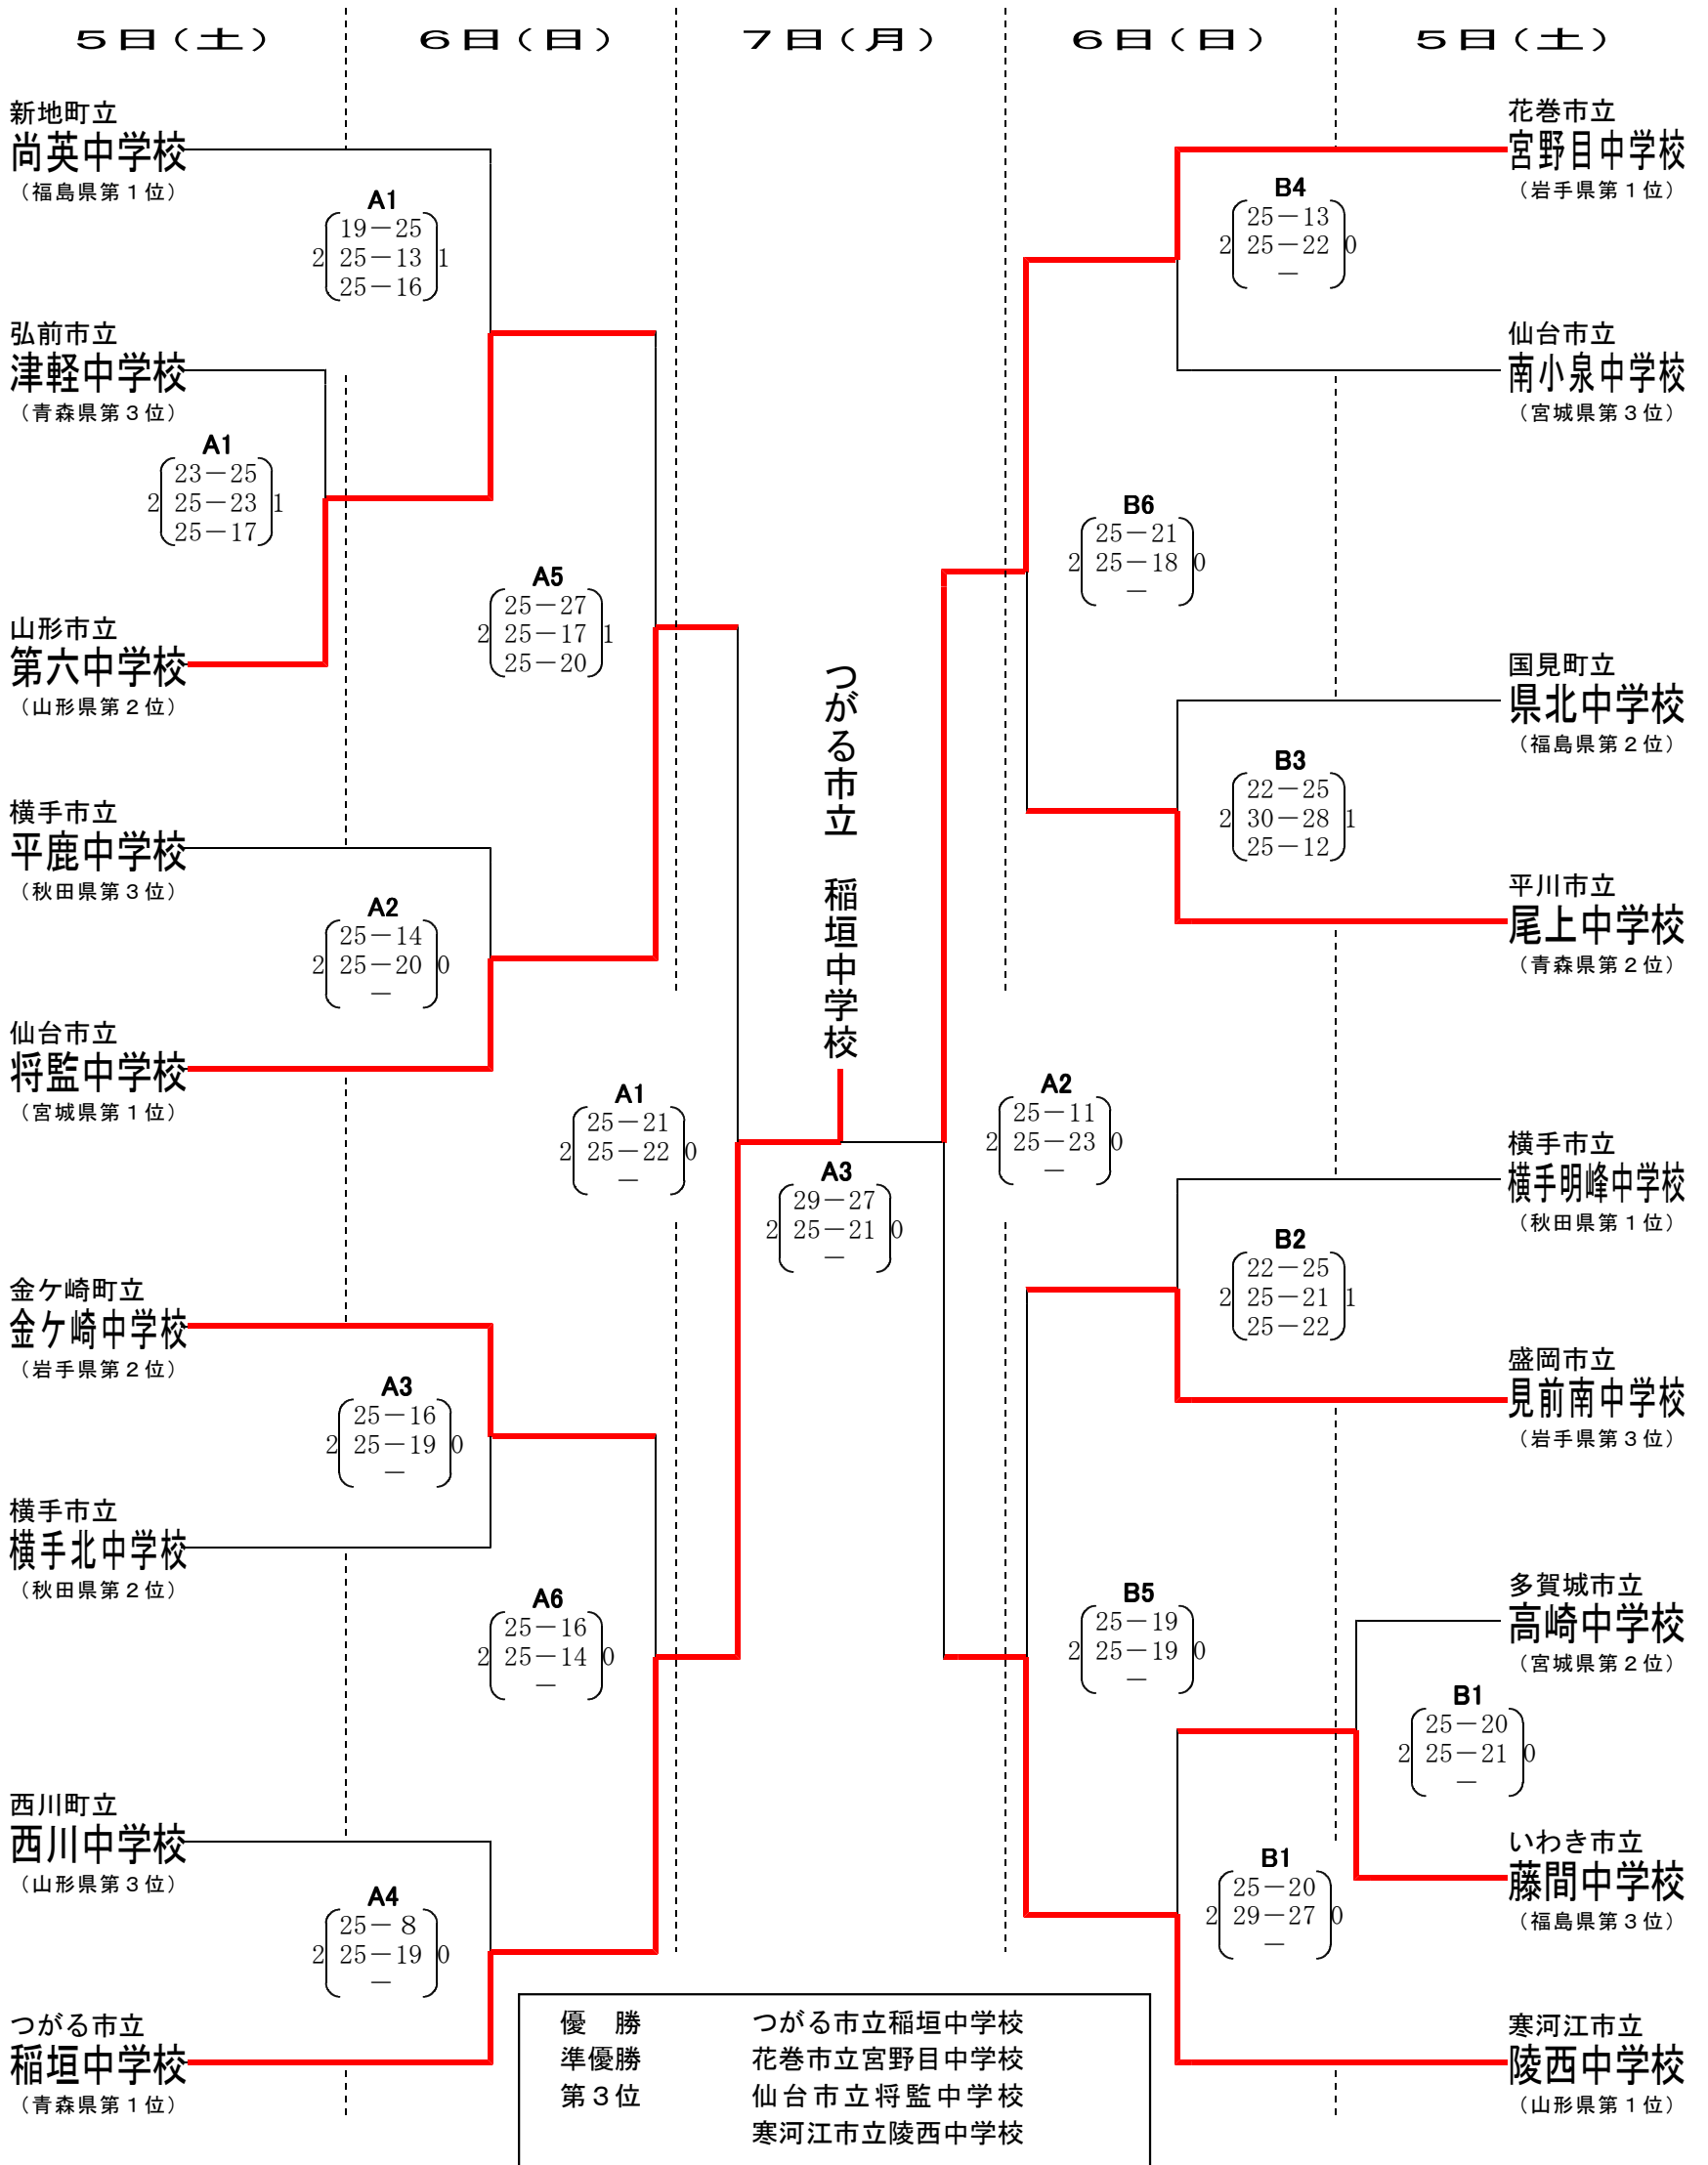 5日(土)
6日(日)
7日(月)
6日(日)
5日(土)
新地町立
尚英中学校
(福島県第1位)
A1
19-25
2 25-13 1
25-16
弘前市立
津軽中学校
(青森県第3位)
A1
23-25
2 25-23 1
25-17
山形市立
第六中学校
(山形県第2位)
A5
25-27
2 25-17 1
25-20
横手市立
平鹿中学校
(秋田県第3位)
A2
25-14
2 25-20 0
-
仙台市立
将監中学校
(宮城県第1位)
A1
25-21
2 25-22 0
-
金ケ崎町立
金ケ崎中学校
(岩手県第2位)
A3
25-16
2 25-19 0
-
横手市立
横手北中学校
(秋田県第2位)
A6
25-16
2 25-14 0
-
西川町立
西川中学校
(山形県第3位)
A4
25-8
2 25-19 0
-
つがる市立
稲垣中学校
(青森県第1位)
つがる市立 稲垣中学校
A3
29-27
2 25-21 0
-
花巻市立
宮野目中学校
(岩手県第1位)
B4
25-13
2 25-22 0
-
仙台市立
南小泉中学校
(宮城県第3位)
B6
25-21
2 25-18 0
-
国見町立
県北中学校
(福島県第2位)
B3
22-25
2 30-28 1
25-12
平川市立
尾上中学校
(青森県第2位)
A2
25-11
2 25-23 0
-
横手市立
横手明峰中学校
(秋田県第1位)
B2
22-25
2 25-21 1
25-22
盛岡市立
見前南中学校
(岩手県第3位)
B5
25-19
2 25-19 0
-
多賀城市立
高崎中学校
(宮城県第2位)
B1
25-20
2 25-21 0
-
いわき市立
藤間中学校
(福島県第3位)
B1
25-20
2 29-27 0
-
寒河江市立
陵西中学校
(山形県第1位)
優 勝 つがる市立稲垣中学校
準優勝 花巻市立宮野目中学校
第3位 仙台市立将監中学校
寒河江市立陵西中学校